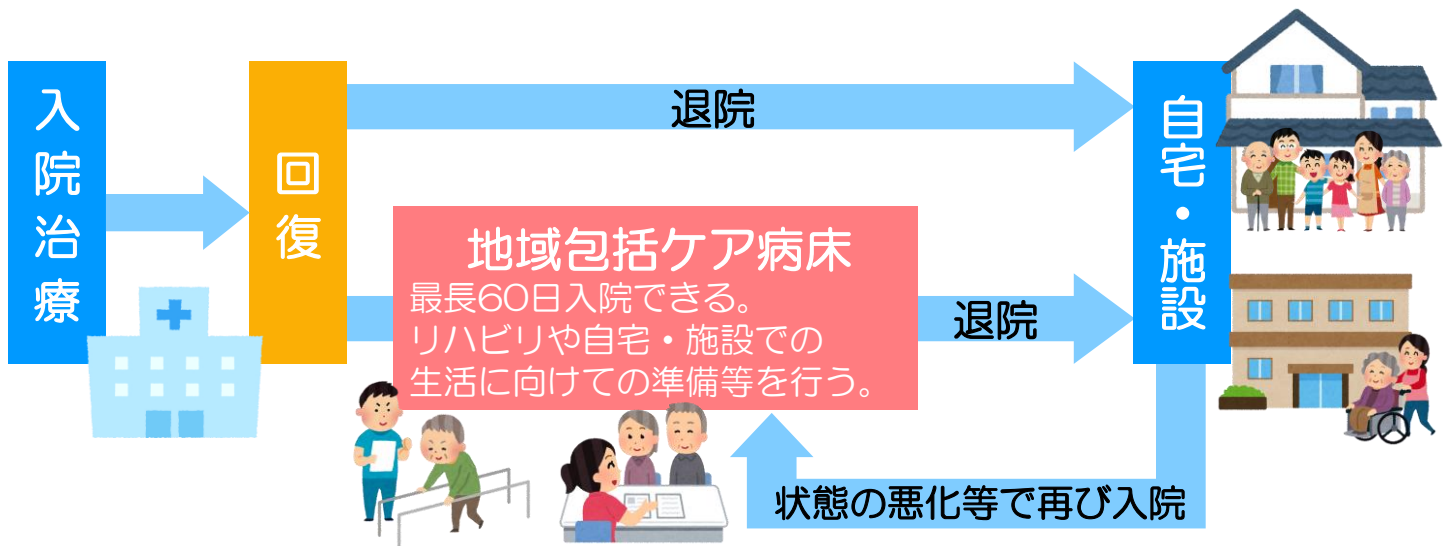 入院治療
回復
退院
地域包括ケア病床
最長60日入院できる。
リハビリや自宅・施設での
生活に向けての準備等を行う。
退院
自宅・施設
状態の悪化等で再び入院